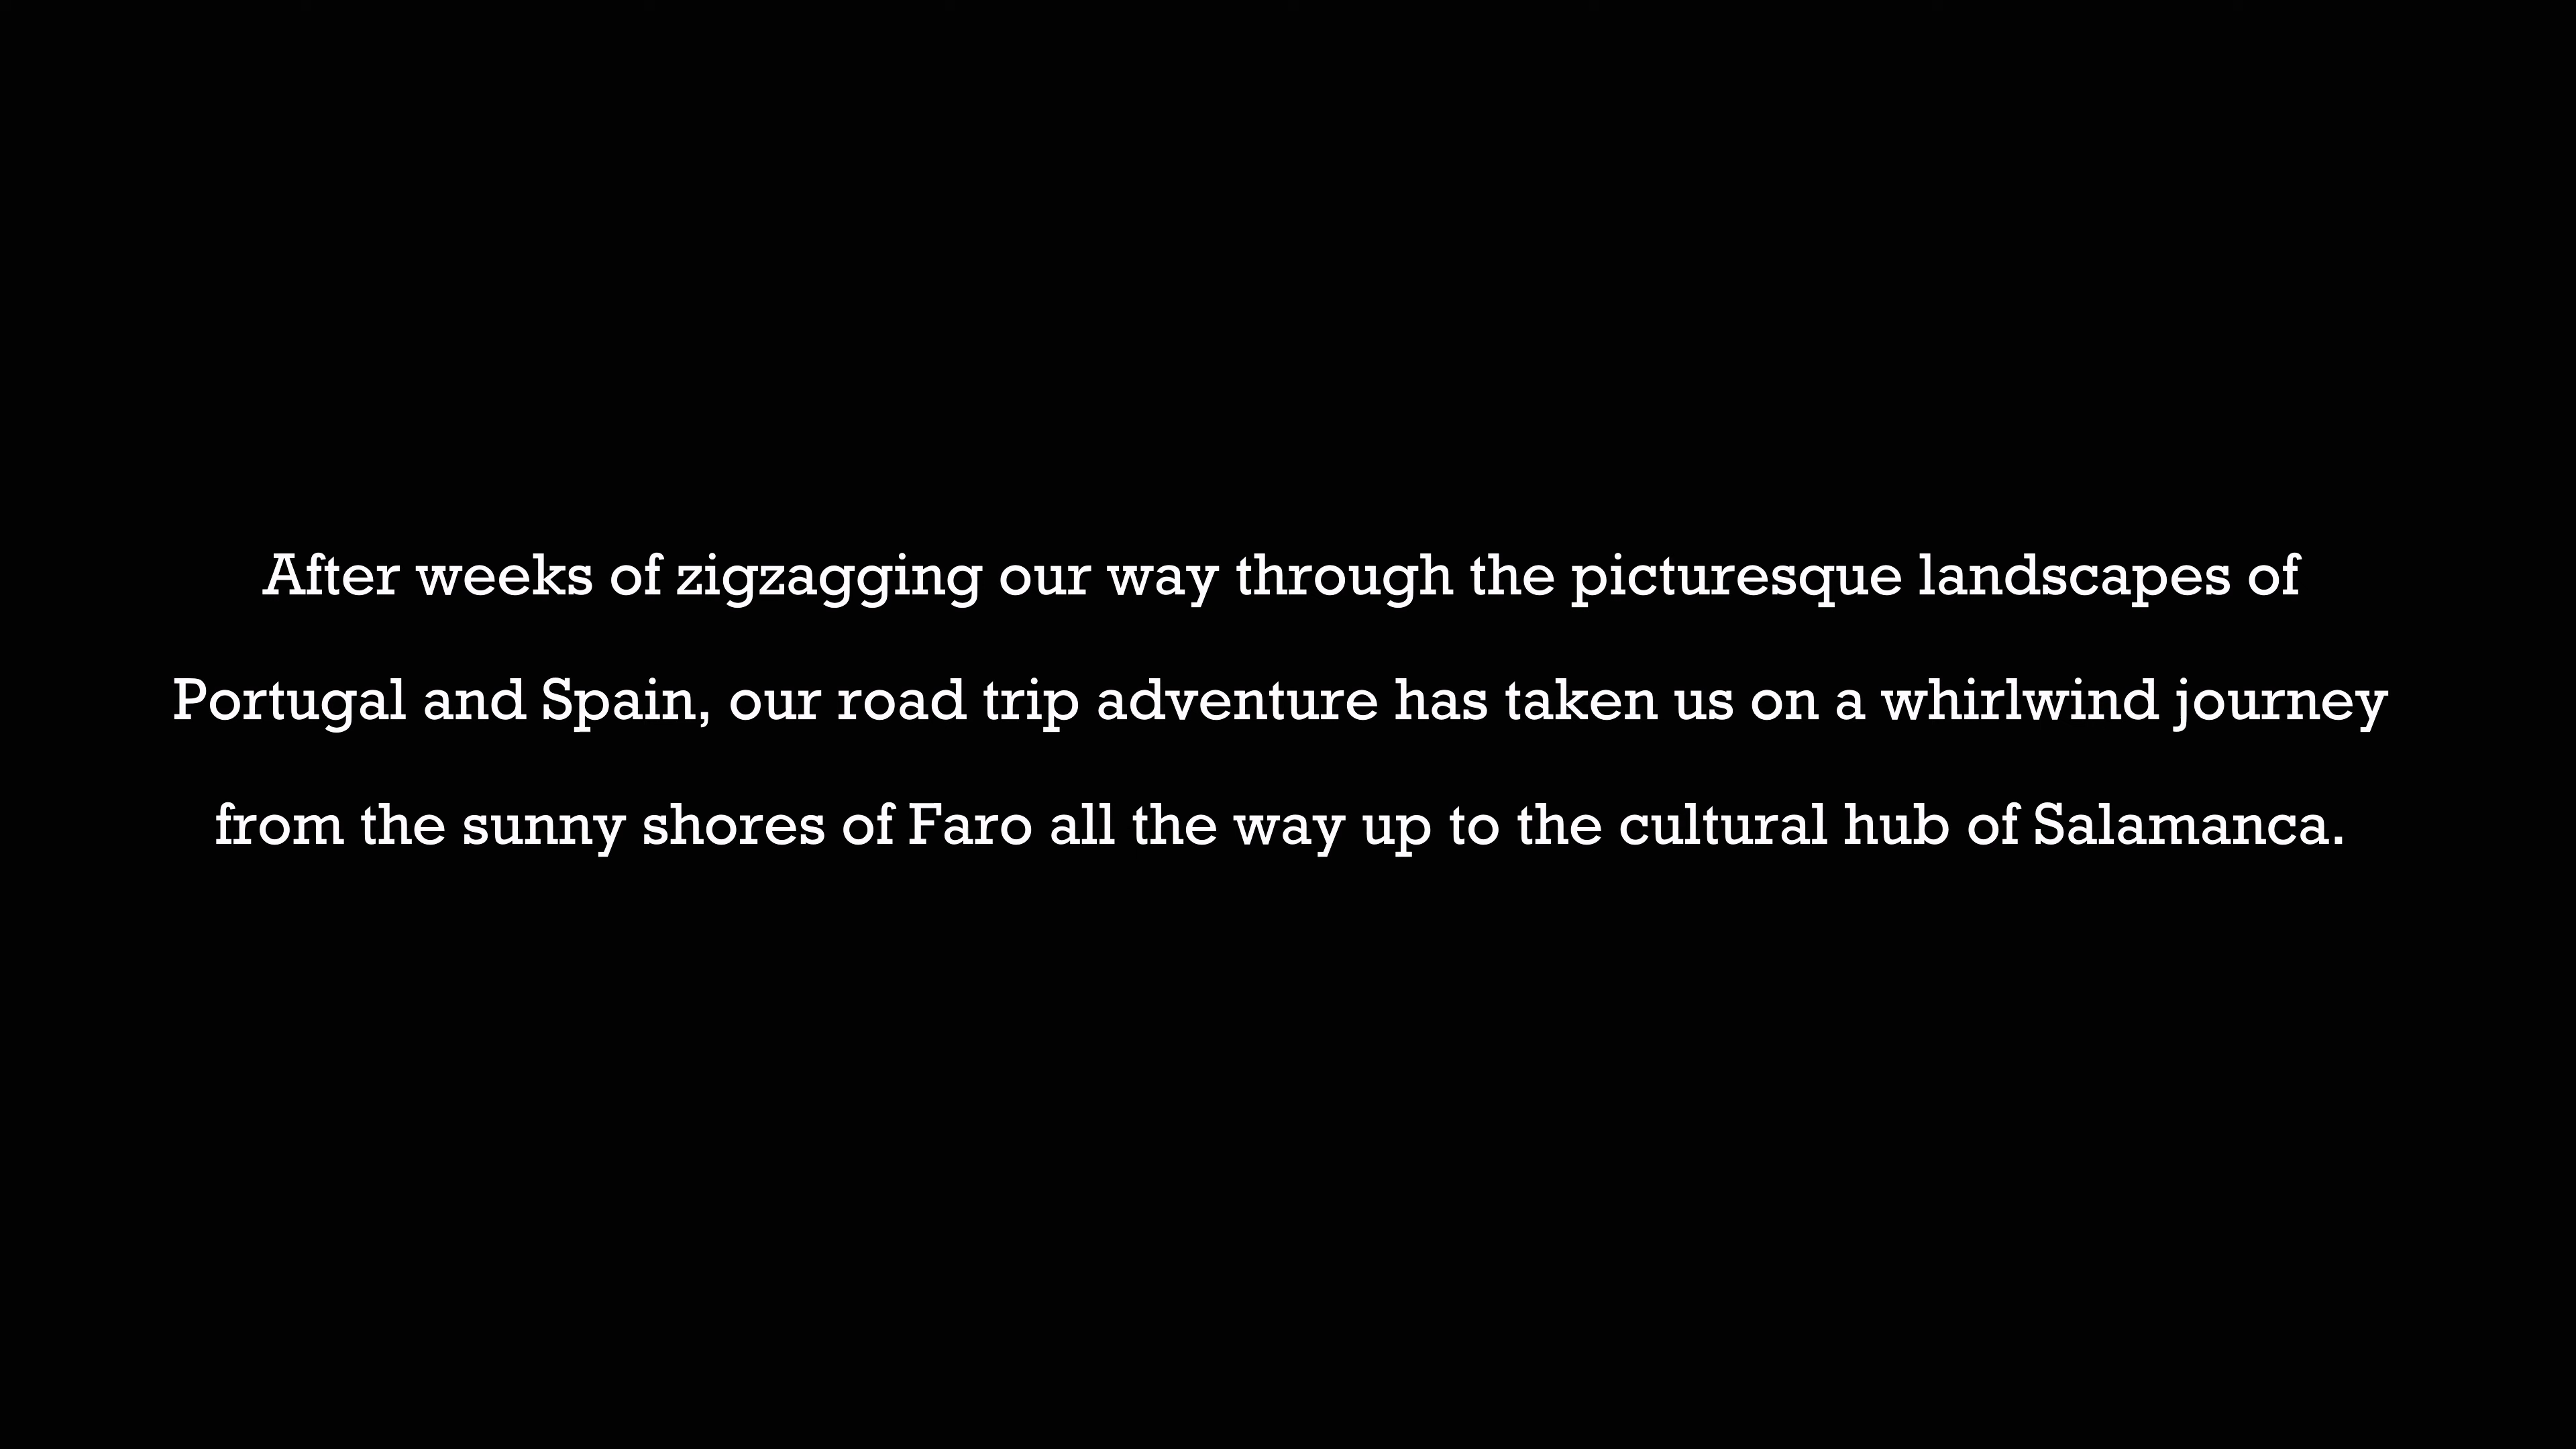 After weeks of zigzagging our way through the picturesque landscapes of
Portugal and Spain, our road trip adventure has taken us on a whirlwind journey
from the sunny shores of Faro all the way up to the cultural hub of Salamanca.